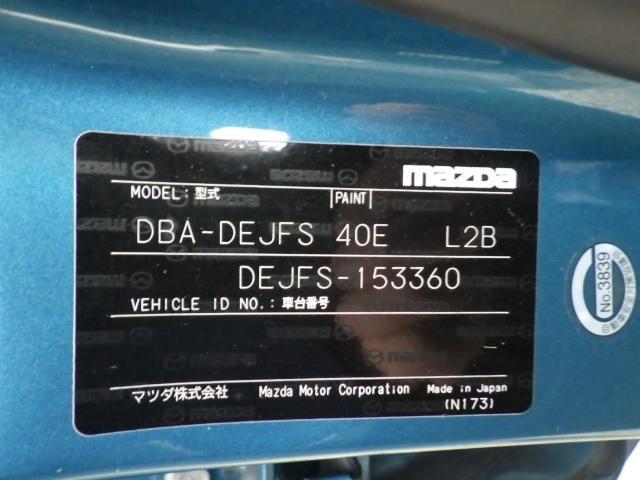 mazda
MODEL：型式 PAINT
DBA-DEJFS 40E L2B
DEJFS-153360
VEHICLE ID NO.：車台番号
マツダ株式会社 Mazda Motor Corporation Made in Japan
(N173)
No.3839